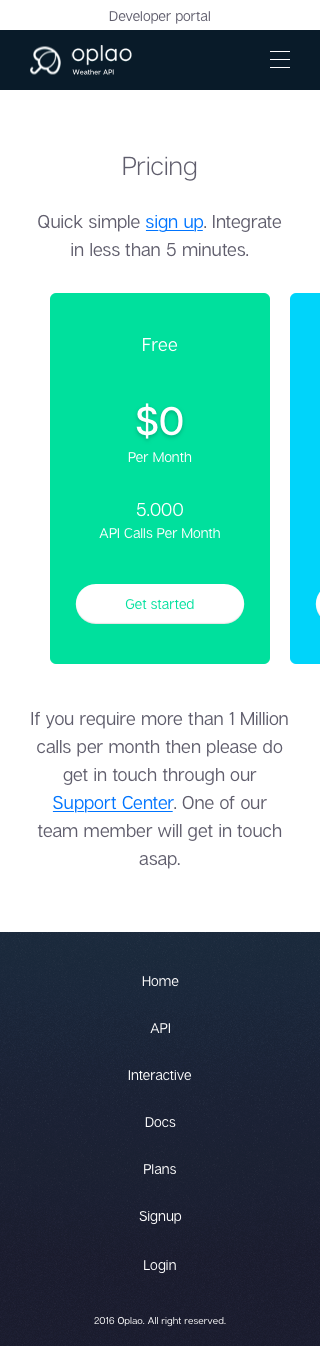 Developer portal
oplao
Weather API
Pricing
Quick simple sign up. Integrate
in less than 5 minutes.
Free
$0
Per Month
5.000
API Calls Per Month
Get started
If you require more than 1 Million
calls per month then please do
get in touch through our
Support Center. One of our
team member will get in touch
asap.
Home
API
Interactive
Docs
Plans
Signup
Login
2016 Oplao. All right reserved.